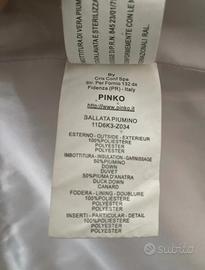 By
Cris Conf Spa
Str. Per Fornio 132 da
Fidenza (PR) - Italy
PINKO
http://www.pinko.it
BALLATA PIUMINO
11D6K3-Z034
ESTERNO - OUTSIDE - EXTERIEUR
100%POLIESTERE
POLYESTER
POLYESTER
IMBOTTITURA - INSULATION - GARNISSAGE
50%PIUMINO
DOWN
DUVET
50%PIUMA D'ANATRA
DUCK DOWN
CANARD
FODERA - LINING - DOUBLURE
100%POLIESTERE
POLYESTER
POLYESTER
INSERTI - PARTICULAR - DETAIL
100%POLIESTERE
POLYESTER
POLYESTER
subito